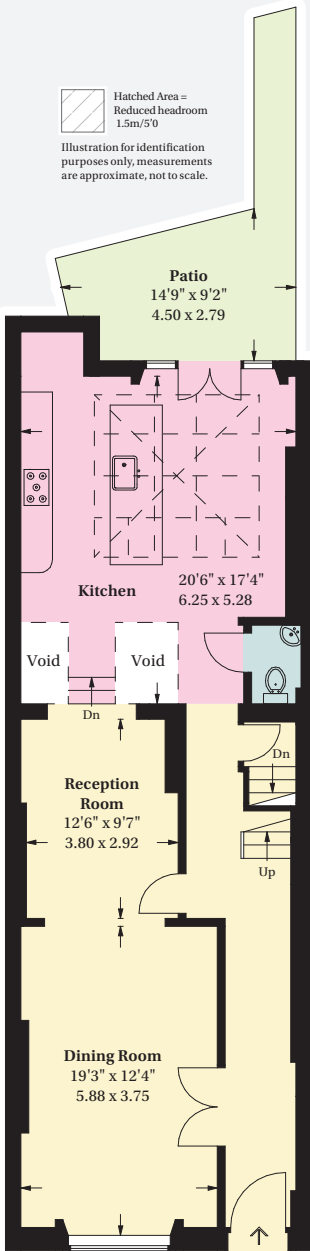 Hatched Area =
Reduced headroom
1.5m/5'0
Illustration for identification
purposes only, measurements
are approximate, not to scale.
Patio
14'9" x 9'2"
4.50 x 2.79
Kitchen
20'6" x 17'4"
6.25 x 5.28
Void
Void
Dn
Dn
Reception
Room
12'6" x 9'7"
3.80 x 2.92
Up
Dining Room
19'3" x 12'4"
5.88 x 3.75